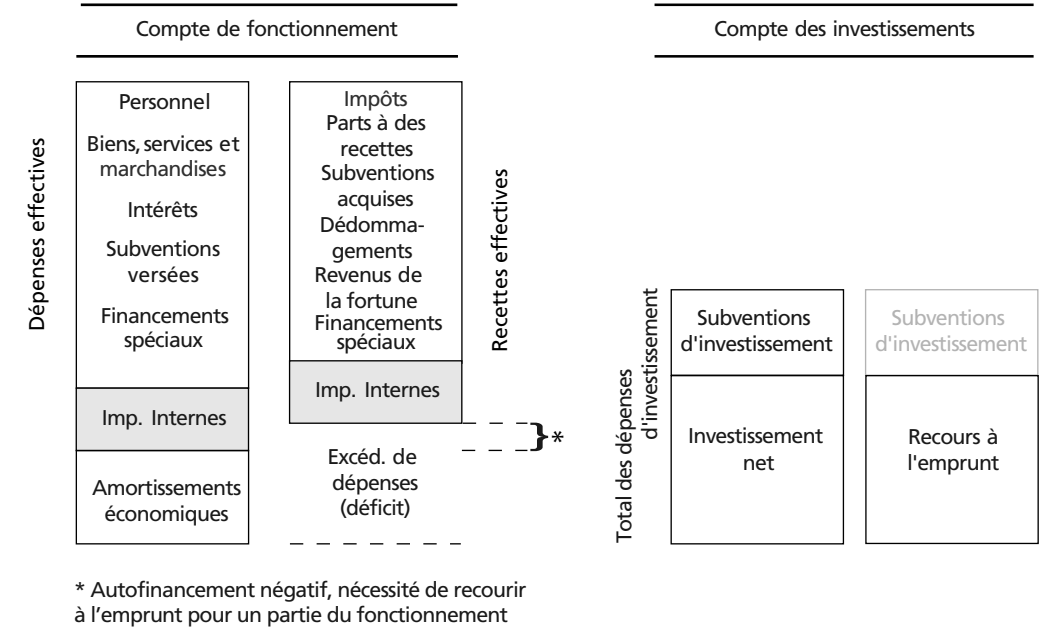 Compte de fonctionnement
Dépenses effectives
Personnel
Biens, services et
marchandises
Intérêts
Subventions
versées
Financements
spéciaux
Imp. Internes
Amortissements
économiques
Impôts
Parts à des
recettes
Subventions
acquises
Dédomma-
gements
Revenus de
la fortune
Financements
spéciaux
Imp. Internes
Excéd. de
dépenses
(déficit)
Recettes effectives
}*
Compte des investissements
Total des dépenses
d'investissement
Subventions
d'investissement
Investissement
net
Subventions
d'investissement
Recours à
l'emprunt
* Autofinancement négatif, nécessité de recourir
à l’emprunt pour un partie du fonctionnement